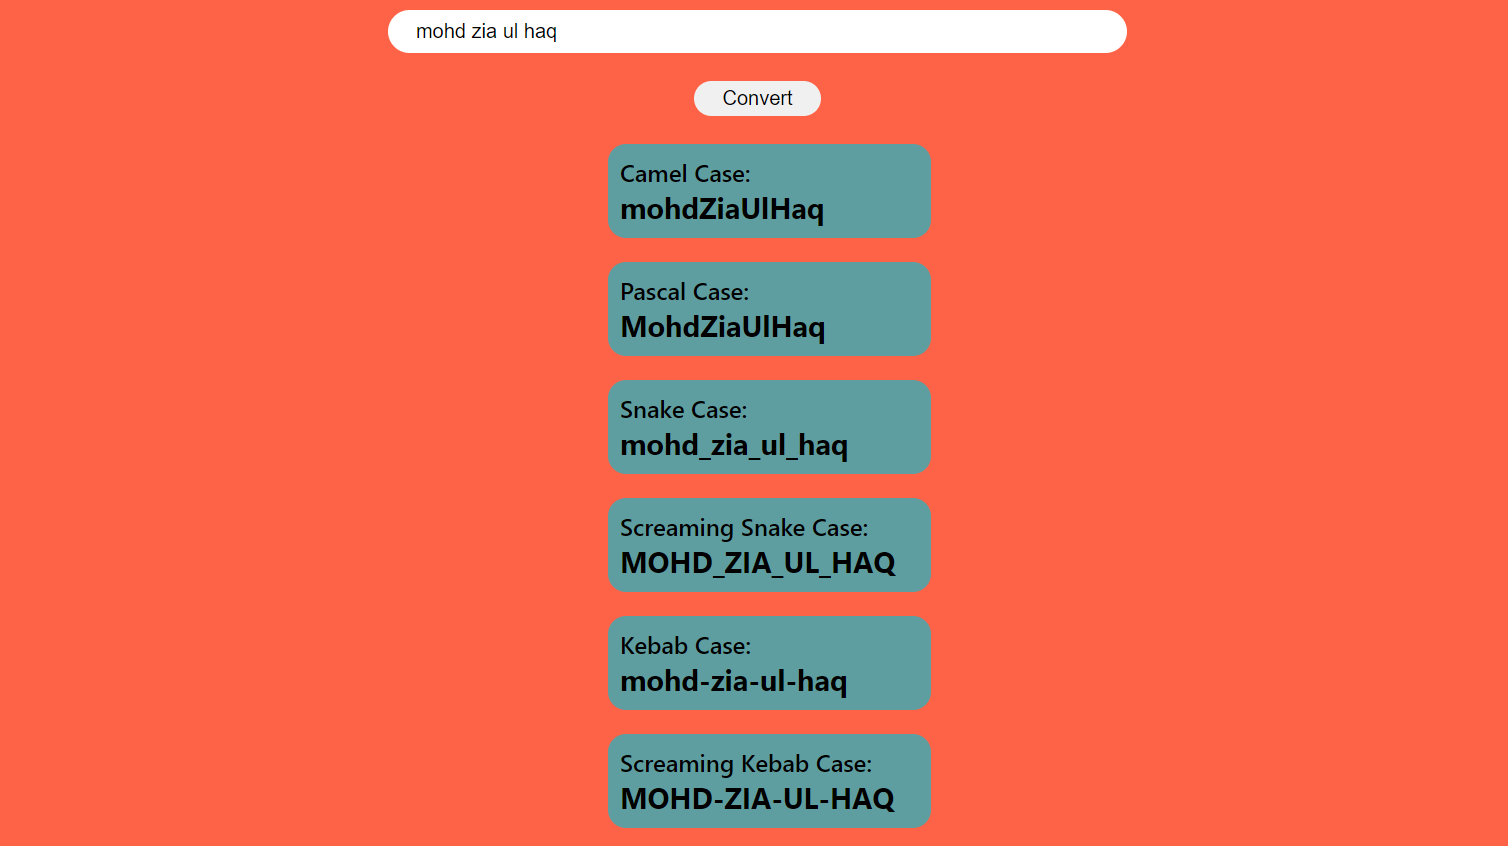 mohd zia ul haq
Convert
Camel Case:
mohdZiaUlHaq
Pascal Case:
MohdZiaUlHaq
Snake Case:
mohd_zia_ul_haq
Screaming Snake Case:
MOHD_ZIA_UL_HAQ
Kebab Case:
mohd-zia-ul-haq
Screaming Kebab Case:
MOHD-ZIA-UL-HAQ